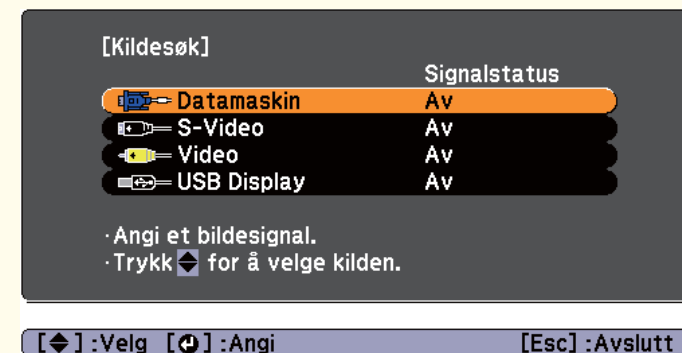 [Kildesøk]
Signalstatus
Datamaskin Av
S-Video Av
Video Av
USB Display Av
·Angi et bildesignal.
·Trykk for å velge kilden.
[ ] :Velg [ ] :Angi [Esc] :Avslutt